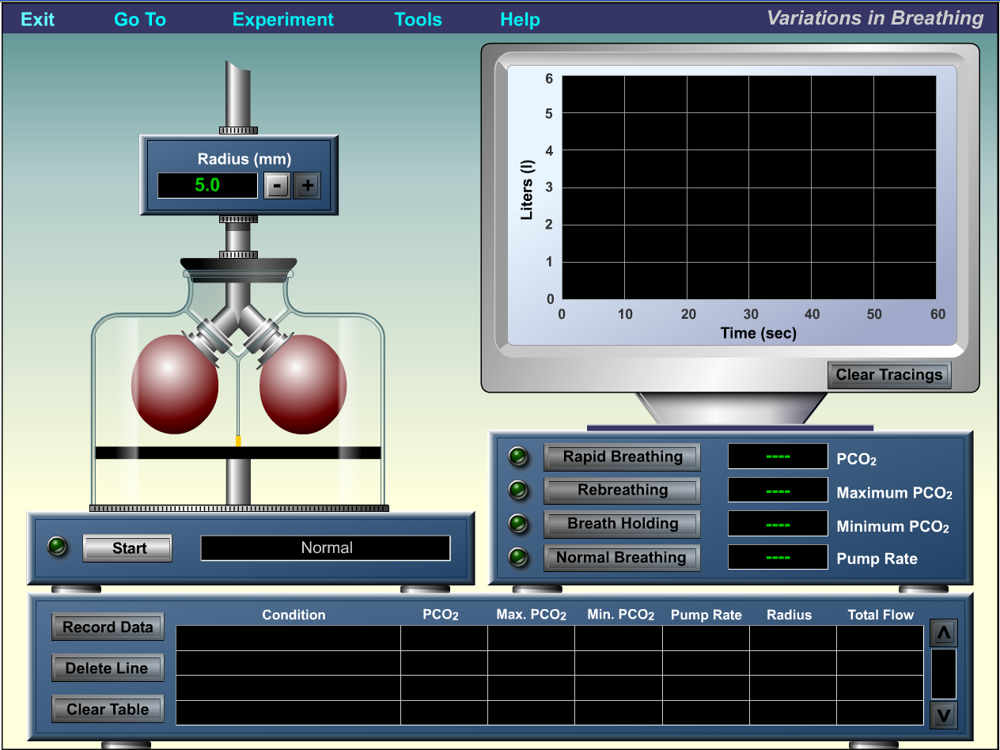 Exit Go To Experiment Tools Help Variations in Breathing
Radius (mm)
5.0 - +
6
5
4
3
2
1
0
Liters (l)
0 10 20 30 40 50 60
Time (sec)
Clear Tracings
Rapid Breathing ---- PCO₂
Rebreathing ---- Maximum PCO₂
Breath Holding ---- Minimum PCO₂
Normal Breathing ---- Pump Rate
Start Normal
Condition PCO₂ Max. PCO₂ Min. PCO₂ Pump Rate Radius Total Flow
Record Data
Delete Line
Clear Table